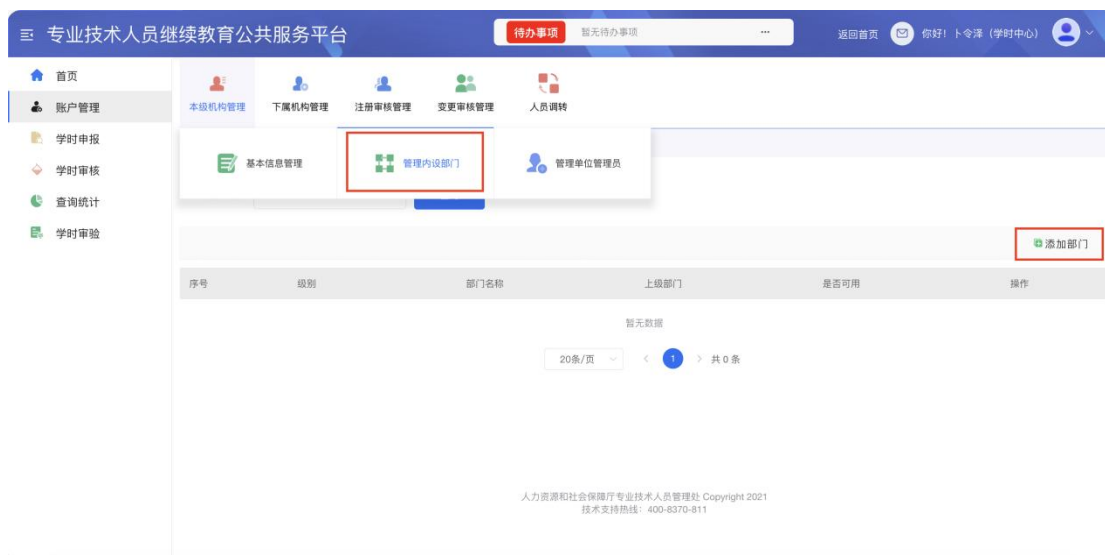 专业技术人员继续教育公共服务平台
待办事项 暂无待办事项 ...
返回首页 你好！卜令泽（学时中心）
首页
账户管理
学时申报
学时审核
查询统计
学时审验
本级机构管理 下属机构管理 注册审核管理 变更审核管理 人员调转
基本信息管理 管理内设部门 管理单位管理员
添加部门
序号 级别 部门名称 上级部门 是否可用 操作
暂无数据
20条/页 < 1 > 共 0 条
人力资源和社会保障厅专业技术人员管理处 Copyright 2021
技术支持热线：400-8370-811